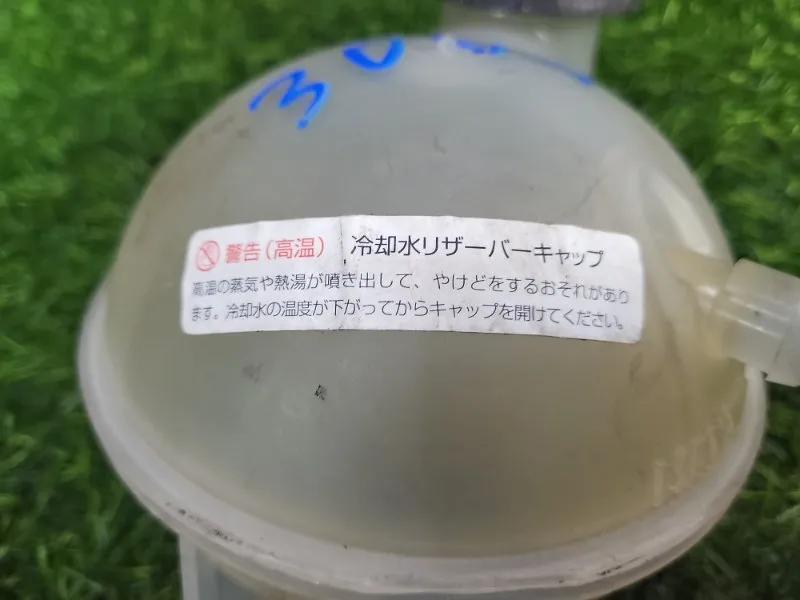 警告(高温) 冷却水リザーバーキャップ
高温の蒸気や熱湯が噴き出して、やけどをするおそれがあり
ます。冷却水の温度が下がってからキャップを開けてください。